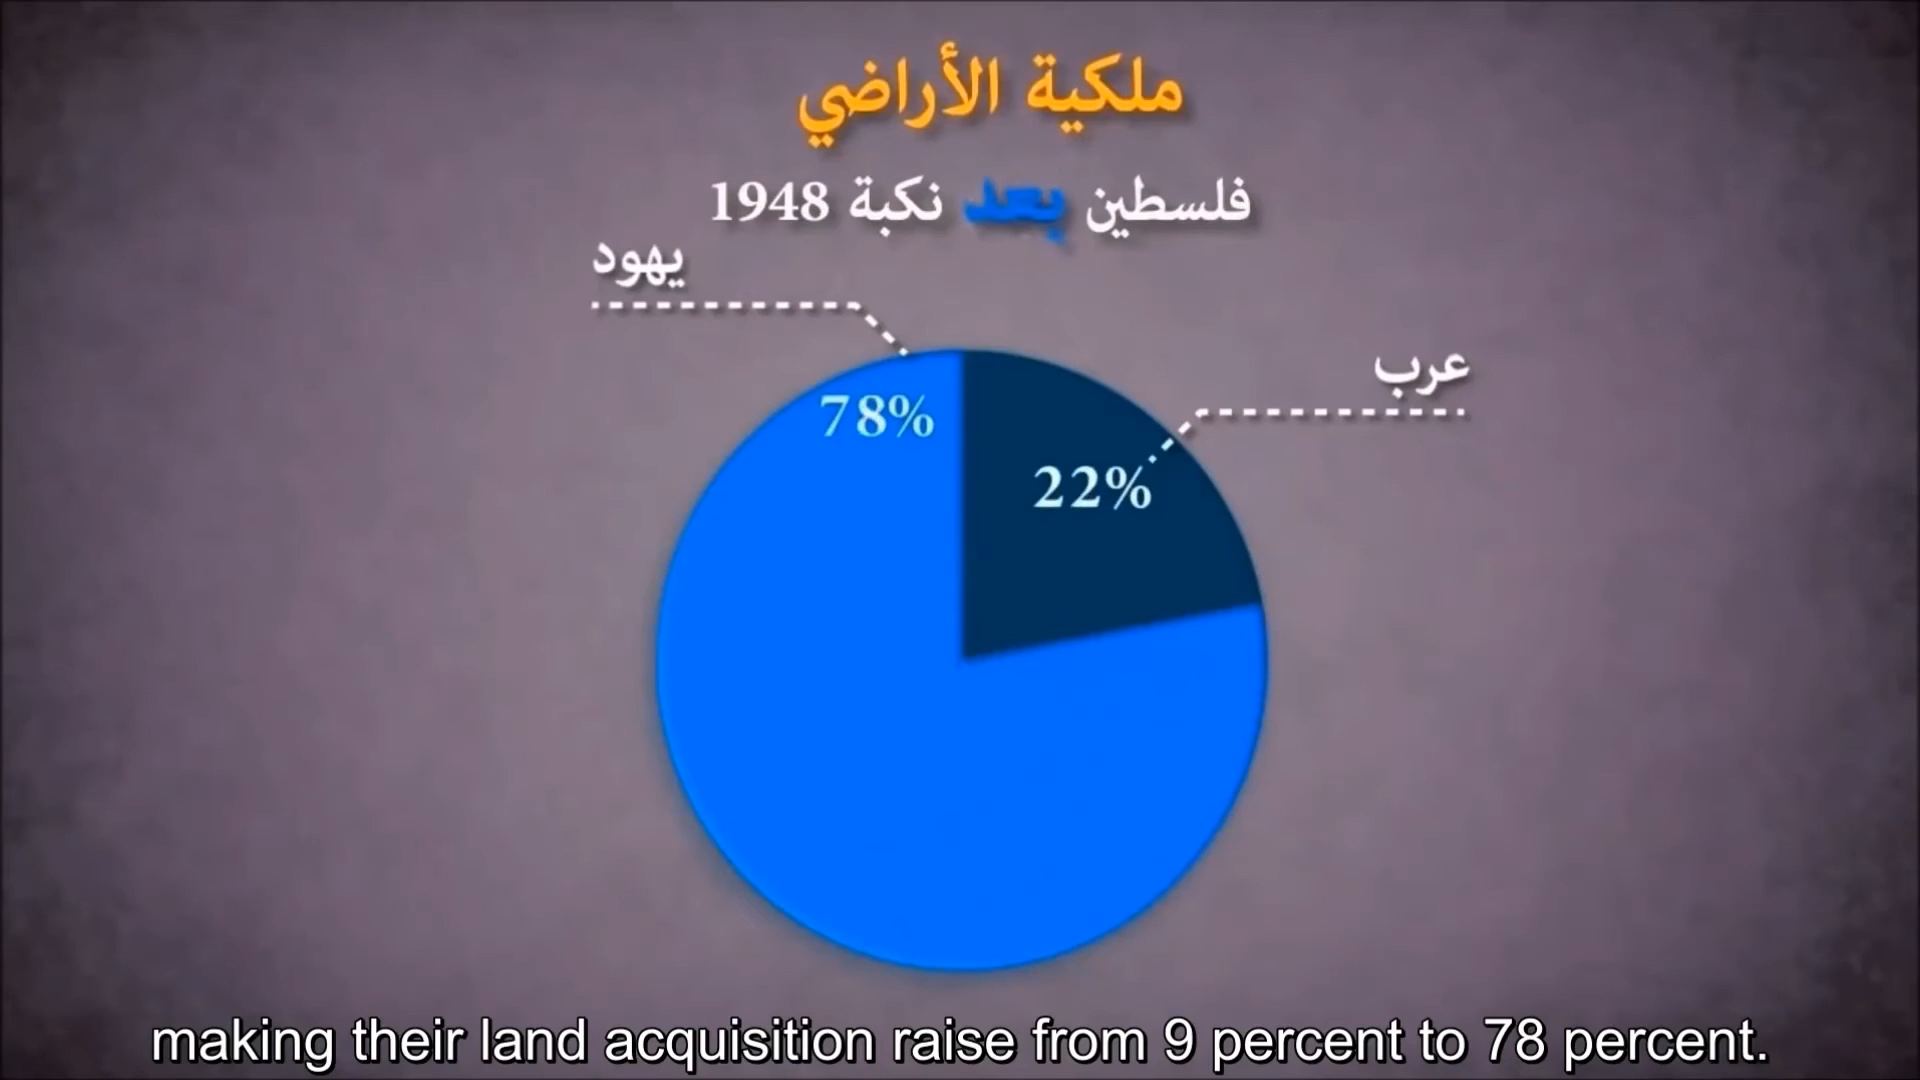 ملكية الأراضي
فلسطين بعد نكبة 1948
يهود
عرب
78%
22%
making their land acquisition raise from 9 percent to 78 percent.